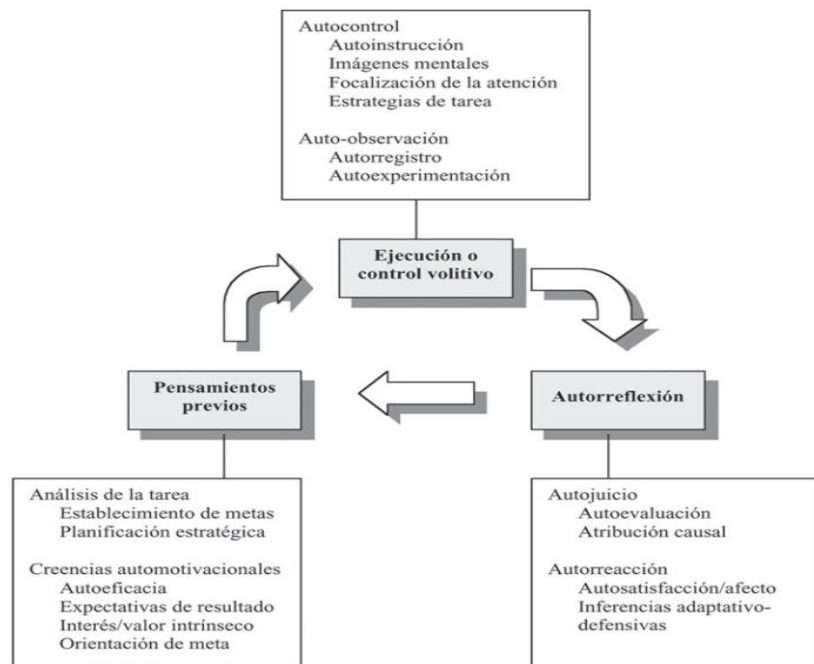 Autocontrol
Autoinstrucción
Imágenes mentales
Focalización de la atención
Estrategias de tarea
Auto-observación
Autorregistro
Autoexperimentación
Ejecución o
control volitivo
Pensamientos
previos
Autorreflexión
Análisis de la tarea
Establecimiento de metas
Planificación estratégica
Creencias automotivacionales
Autoeficacia
Expectativas de resultado
Interés/valor intrínseco
Orientación de meta
Autojuicio
Autoevaluación
Atribución causal
Autorreacción
Autosatisfacción/afecto
Inferencias adaptativo-
defensivas